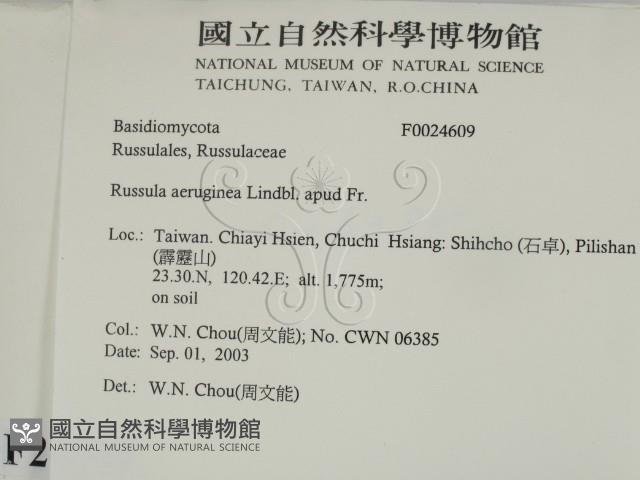 國立自然科學博物館
NATIONAL MUSEUM OF NATURAL SCIENCE
TAICHUNG, TAIWAN, R.O.CHINA
Basidiomycota F0024609
Russulales, Russulaceae
Russula aeruginea Lindbl. apud Fr.
Loc.: Taiwan. Chiayi Hsien, Chuchi Hsiang: Shihcho (石卓), Pilishan
(霹靂山)
23.30.N, 120.42.E; alt. 1,775m;
on soil
Col.: W.N. Chou(周文能); No. CWN 06385
Date: Sep. 01, 2003
Det.: W.N. Chou(周文能)
F2
國立自然科學博物館
NATIONAL MUSEUM OF NATURAL SCIENCE